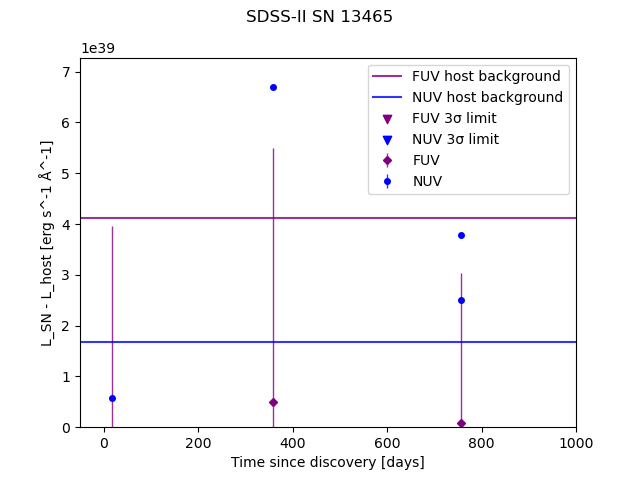 SDSS-II SN 13465
1e39
7
6
5
4
3
2
1
0
L_SN - L_host [erg s^-1 Å^-1]
FUV host background
NUV host background
FUV 3σ limit
NUV 3σ limit
FUV
NUV
0 200 400 600 800 1000
Time since discovery [days]